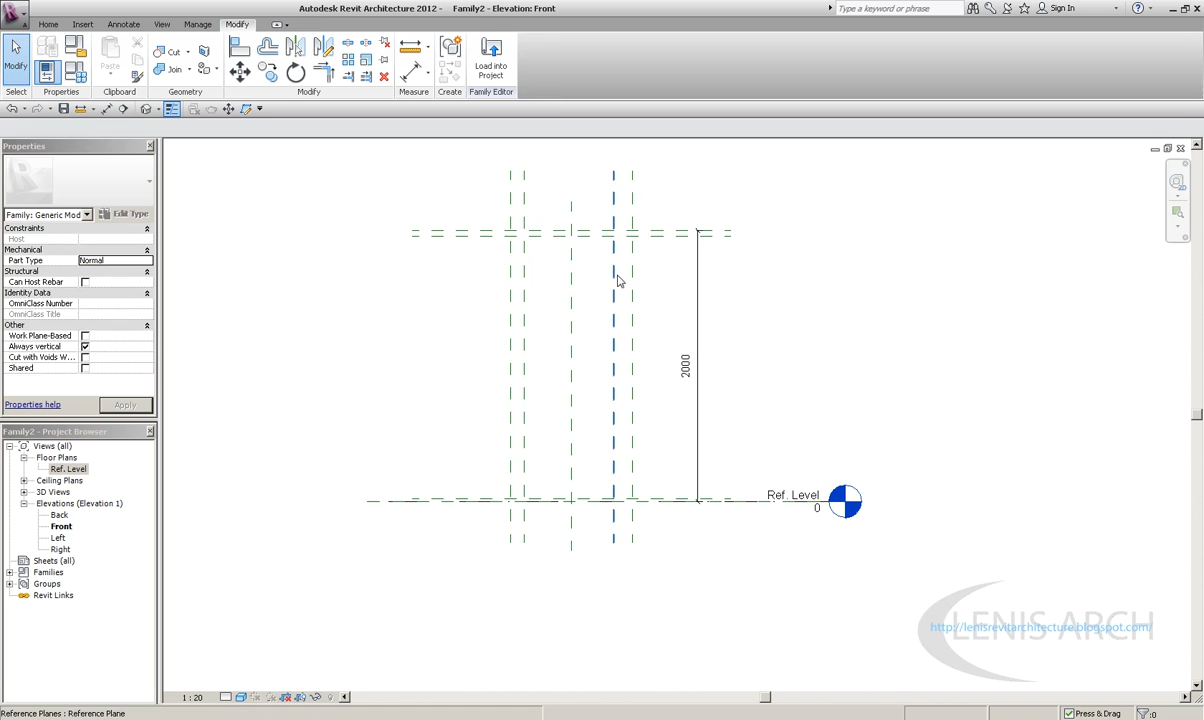 Autodesk Revit Architecture 2012 - Family2 - Elevation: Front
Type a keyword or phrase
Sign In
Home Insert Annotate View Manage Modify
Modify
Paste
Cut
Join
Load into
Project
Select Properties Clipboard Geometry Modify Measure Create Family Editor
Properties
Family: Generic Mod
Edit Type
Constraints
Host
Mechanical
Part Type Normal
Structural
Can Host Rebar
Identity Data
OmniClass Number
OmniClass Title
Other
Work Plane-Based
Always vertical
Cut with Voids W...
Shared
Properties help Apply
Family2 - Project Browser
Views (all)
Floor Plans
Ref. Level
Ceiling Plans
3D Views
Elevations (Elevation 1)
Back
Front
Left
Right
Sheets (all)
Families
Groups
Revit Links
2000
Ref. Level
0
LENIS ARCH
http://lenisrevitarchitecture.blogspot.com/
1 : 20
Reference Planes : Reference Plane
Press & Drag
:0